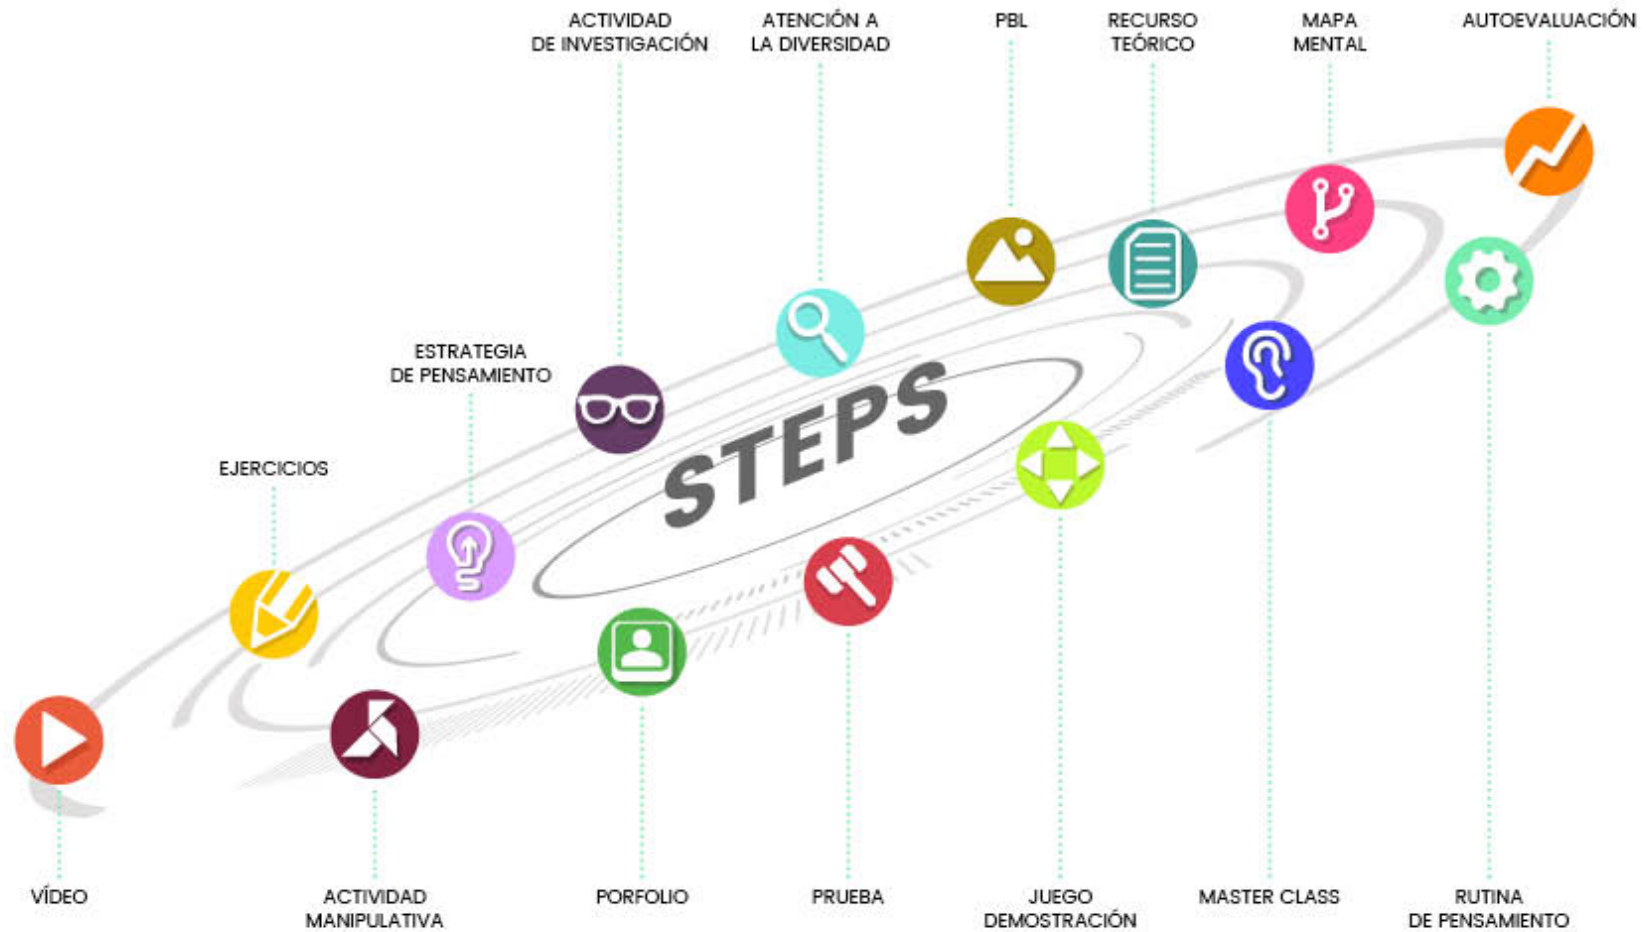 ACTIVIDAD
DE INVESTIGACIÓN
ATENCIÓN A
LA DIVERSIDAD
PBL
RECURSO
TEÓRICO
MAPA
MENTAL
AUTOEVALUACIÓN
ESTRATEGIA
DE PENSAMIENTO
EJERCICIOS
STEPS
VÍDEO
ACTIVIDAD
MANIPULATIVA
PORFOLIO
PRUEBA
JUEGO
DEMOSTRACIÓN
MASTER CLASS
RUTINA
DE PENSAMIENTO